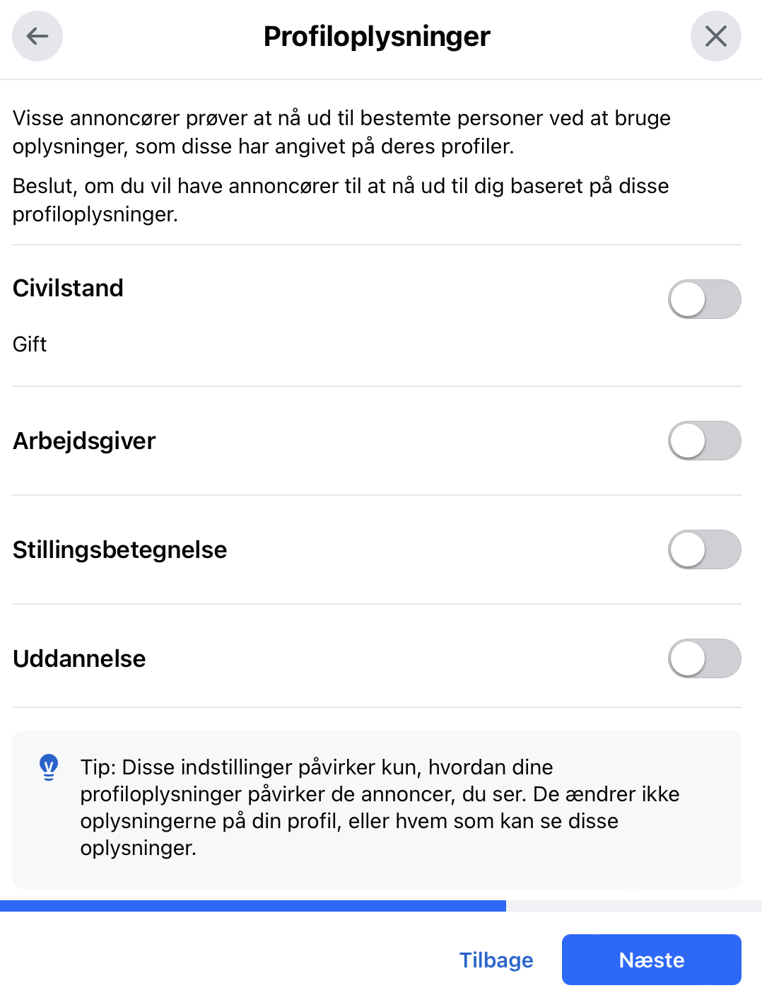 Profiloplysninger
Visse annoncører prøver at nå ud til bestemte personer ved at bruge
oplysninger, som disse har angivet på deres profiler.
Beslut, om du vil have annoncører til at nå ud til dig baseret på disse
profiloplysninger.
Civilstand
Gift
Arbejdsgiver
Stillingsbetegnelse
Uddannelse
Tip: Disse indstillinger påvirker kun, hvordan dine
profiloplysninger påvirker de annoncer, du ser. De ændrer ikke
oplysningerne på din profil, eller hvem som kan se disse
oplysninger.
Tilbage
Næste